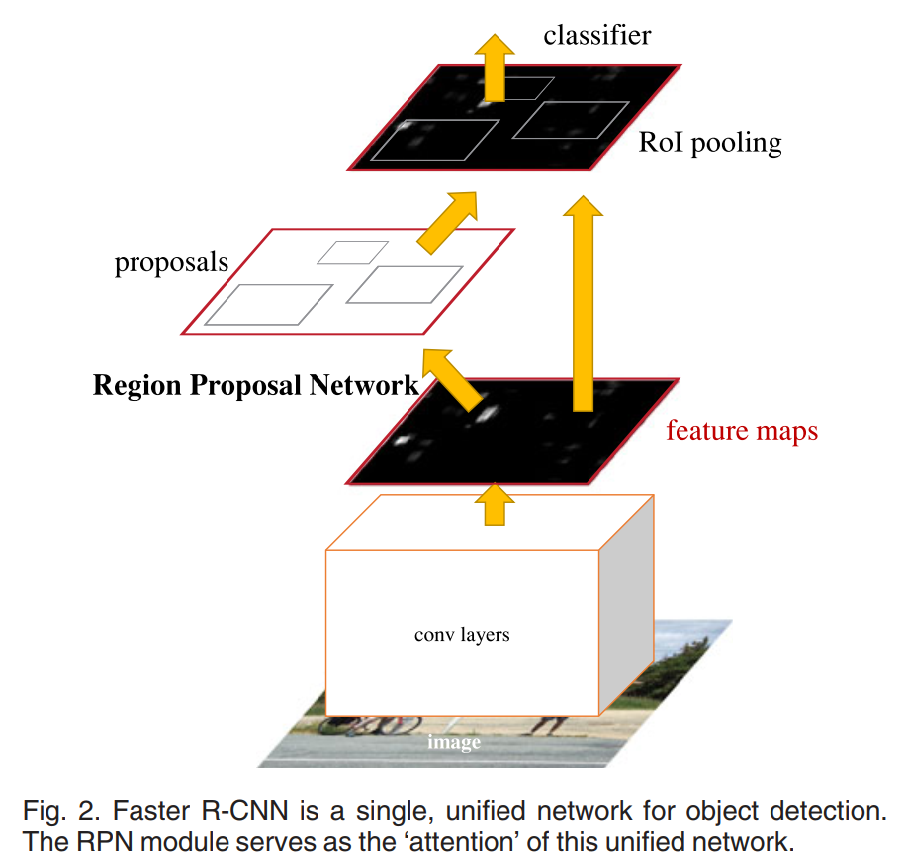 classifier
RoI pooling
proposals
Region Proposal Network
feature maps
conv layers
image
Fig. 2. Faster R-CNN is a single, unified network for object detection.
The RPN module serves as the ‘attention’ of this unified network.